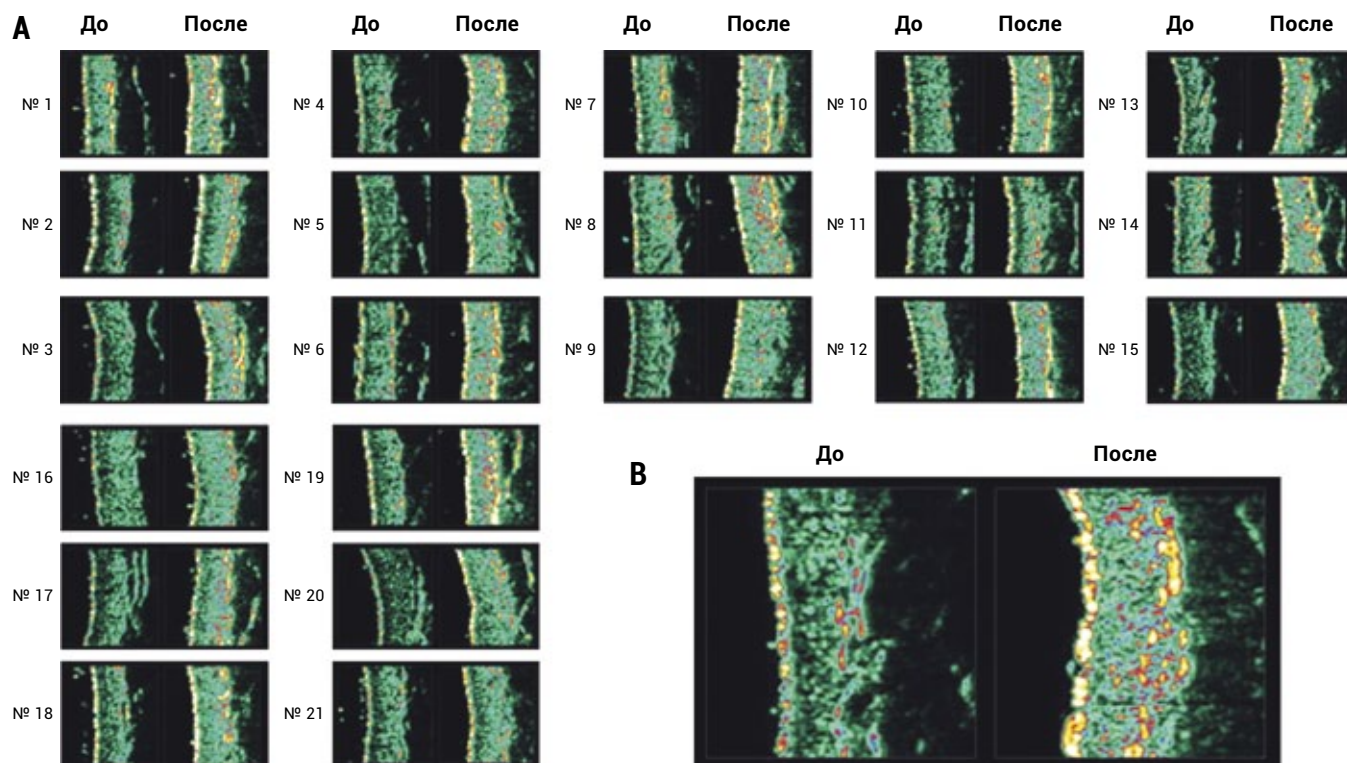 A
До После До После До После До После До После
№ 1 № 4 № 7 № 10 № 13
№ 2 № 5 № 8 № 11 № 14
№ 3 № 6 № 9 № 12 № 15
№ 16 № 19
№ 17 № 20
№ 18 № 21
B
До После